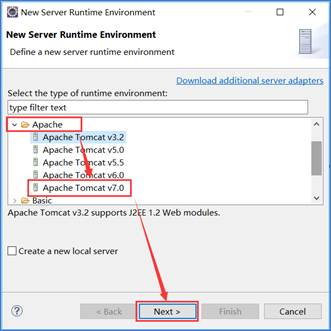 New Server Runtime Environment
New Server Runtime Environment
Define a new server runtime environment
Download additional server adapters
Select the type of runtime environment:
type filter text
Apache
Apache Tomcat v3.2
Apache Tomcat v5.0
Apache Tomcat v5.5
Apache Tomcat v6.0
Apache Tomcat v7.0
Basic
Apache Tomcat v3.2 supports J2EE 1.2 Web modules.
Create a new local server
? < Back Next > Finish Cancel